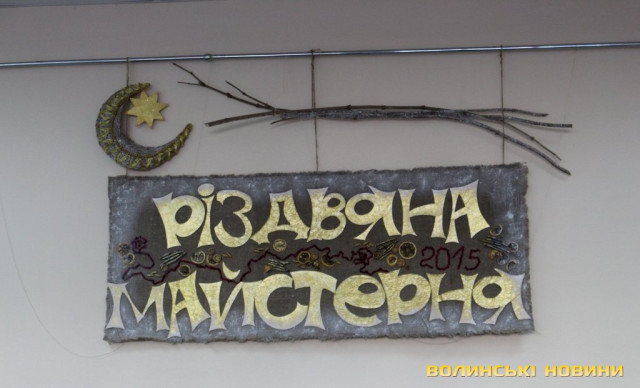 РІЗДВЯНА
2015
МАЙСТЕРНЯ
ВОЛИНСЬКІ НОВИНИ